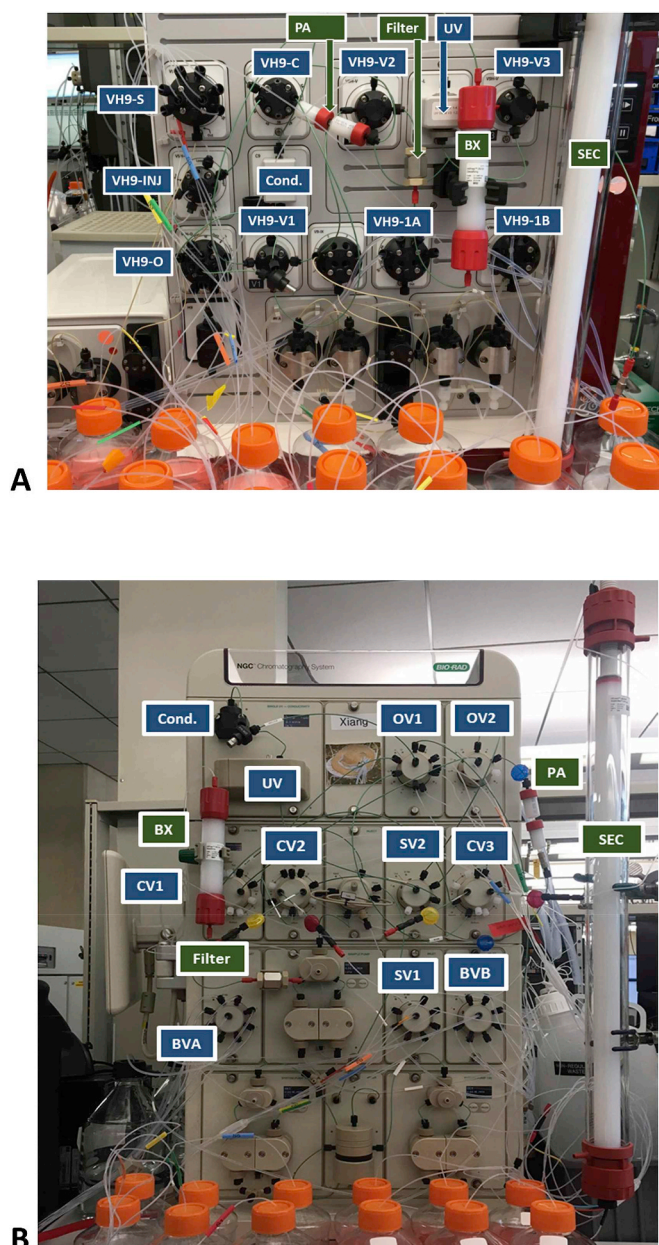 PA
Filter
UV
VH9-C
VH9-V2
VH9-V3
VH9-S
BX
SEC
VH9-INJ
Cond.
VH9-V1
VH9-1A
VH9-1B
VH9-O
A
NGC Chromatography System
BIO-RAD
Cond.
Xiang
OV1
OV2
UV
PA
BX
CV2
SV2
CV3
SEC
CV1
Filter
SV1
BVB
BVA
B